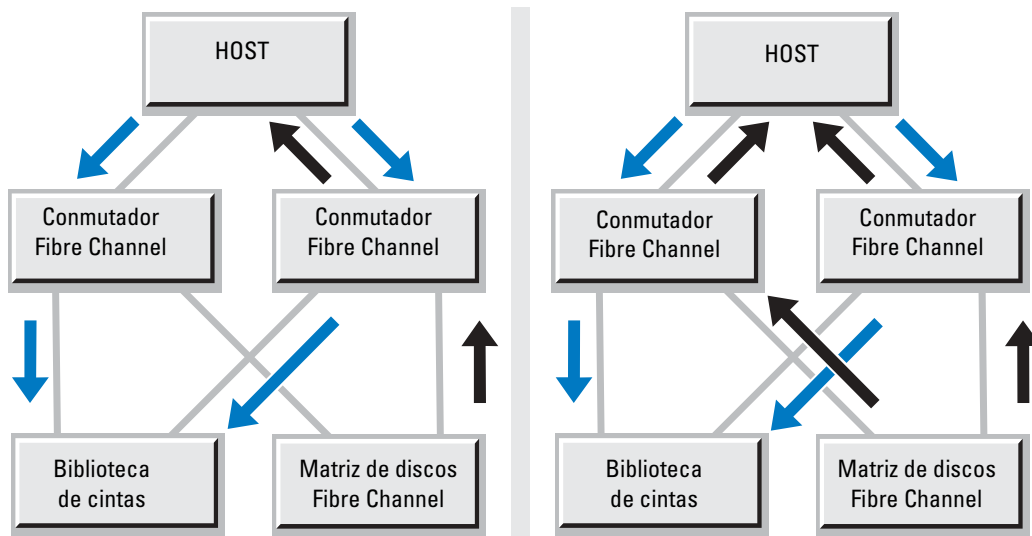 HOST
Conmutador
Fibre Channel
Conmutador
Fibre Channel
Biblioteca
de cintas
Matriz de discos
Fibre Channel
HOST
Conmutador
Fibre Channel
Conmutador
Fibre Channel
Biblioteca
de cintas
Matriz de discos
Fibre Channel